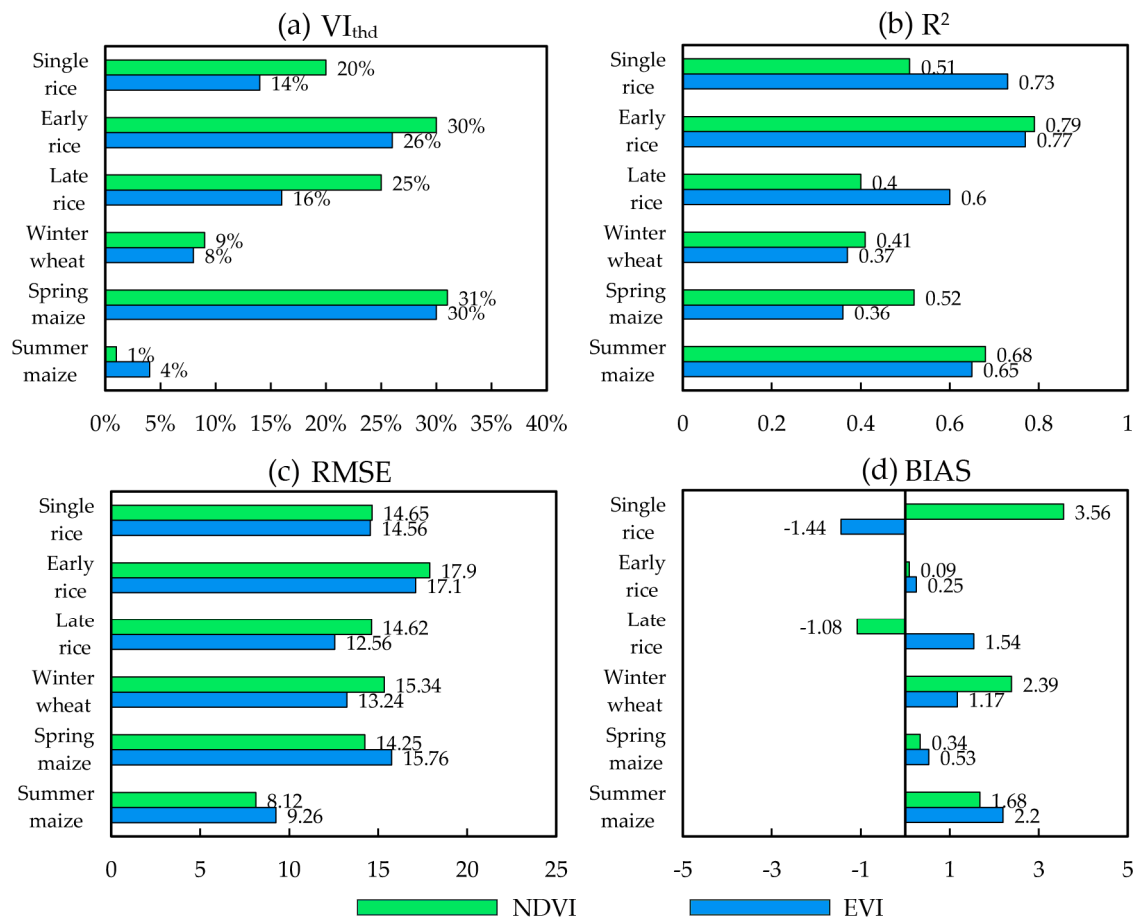 (a) VIthd
Single
rice
20%
14%
Early
rice
30%
26%
Late
rice
25%
16%
Winter
wheat
9%
8%
Spring
maize
31%
30%
Summer
maize
1%
4%
0% 5% 10% 15% 20% 25% 30% 35% 40%
(b) R²
Single
rice
0.51
0.73
Early
rice
0.79
0.77
Late
rice
0.4
0.6
Winter
wheat
0.41
0.37
Spring
maize
0.52
0.36
Summer
maize
0.68
0.65
0 0.2 0.4 0.6 0.8 1
(c) RMSE
Single
rice
14.65
14.56
Early
rice
17.9
17.1
Late
rice
14.62
12.56
Winter
wheat
15.34
13.24
Spring
maize
14.25
15.76
Summer
maize
8.12
9.26
0 5 10 15 20 25
(d) BIAS
Single
rice
3.56
-1.44
Early
rice
0.09
0.25
Late
rice
-1.08
1.54
Winter
wheat
2.39
1.17
Spring
maize
0.34
0.53
Summer
maize
1.68
2.2
-5 -3 -1 1 3 5
NDVI EVI